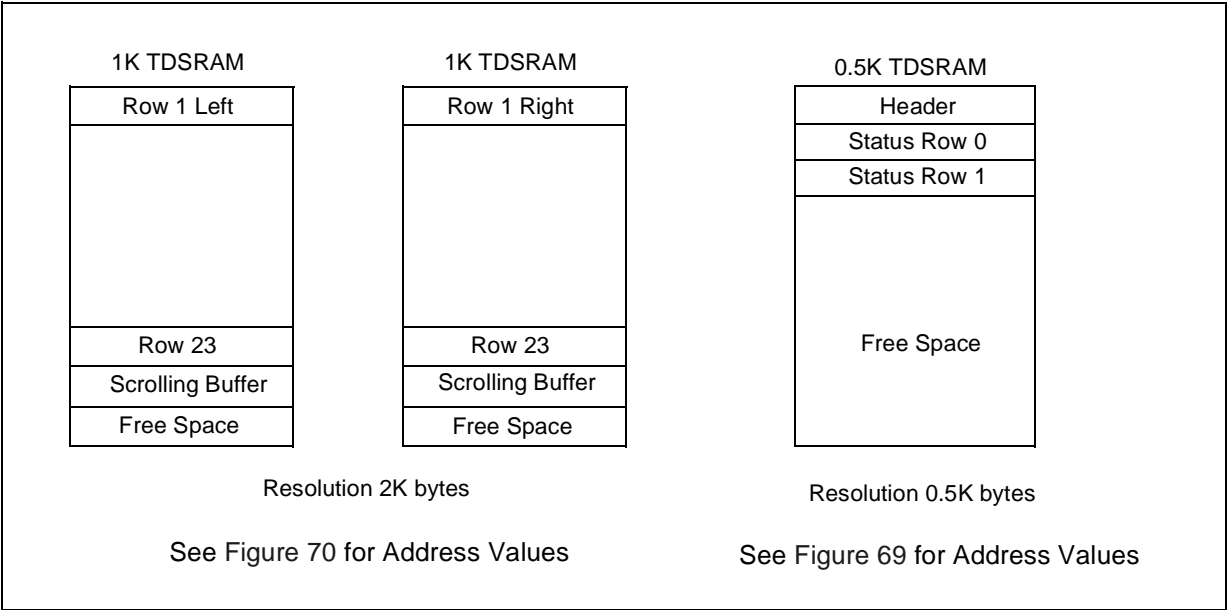 1K TDSRAM
Row 1 Left
Row 23
Scrolling Buffer
Free Space
1K TDSRAM
Row 1 Right
Row 23
Scrolling Buffer
Free Space
Resolution 2K bytes
See Figure 70 for Address Values
0.5K TDSRAM
Header
Status Row 0
Status Row 1
Free Space
Resolution 0.5K bytes
See Figure 69 for Address Values